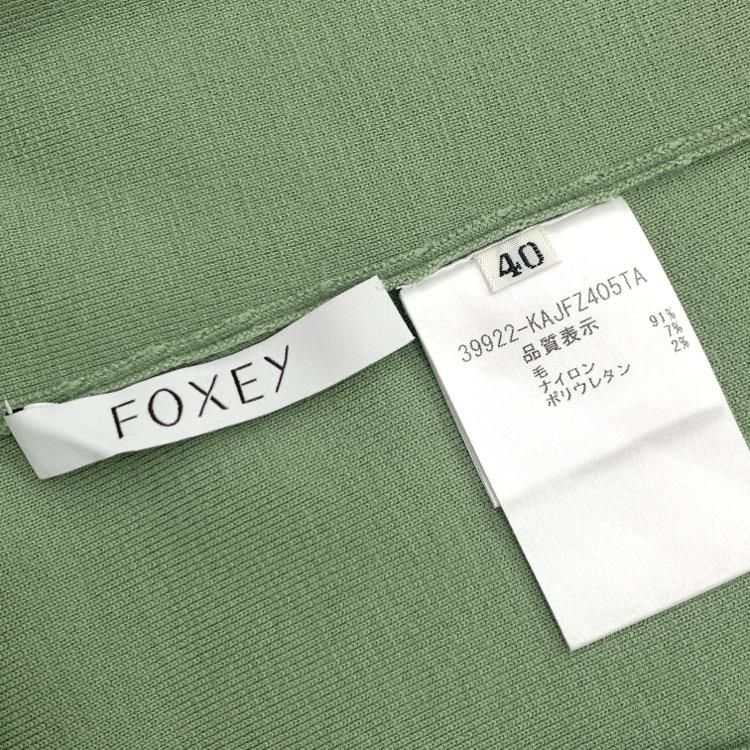 FOXEY
40
39922-KAJFZ405TA
品質表示
毛 91%
ナイロン 7%
ポリウレタン 2%